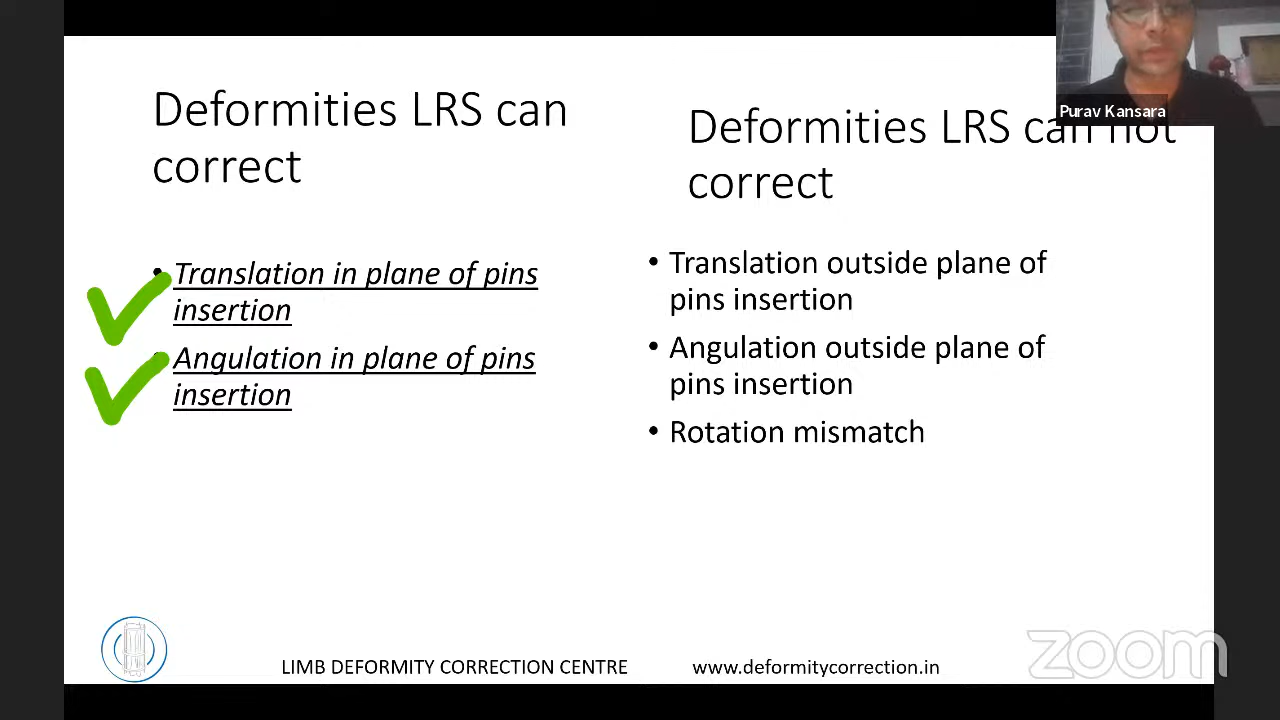 Deformities LRS can
correct
• Translation in plane of pins
insertion
• Angulation in plane of pins
insertion
Deformities LRS can not
correct
• Translation outside plane of
pins insertion
• Angulation outside plane of
pins insertion
• Rotation mismatch
Purav Kansara
LIMB DEFORMITY CORRECTION CENTRE
www.deformitycorrection.in
zoom